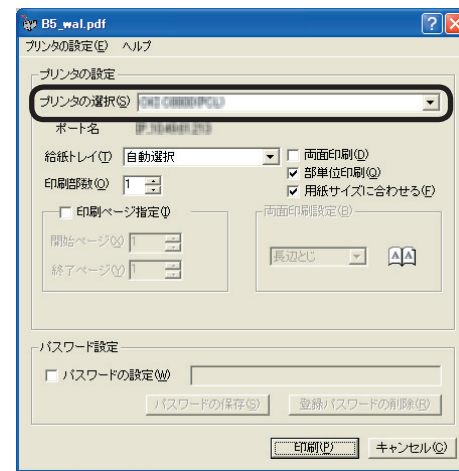 B5_wal.pdf
プリンタの設定(E) ヘルプ
プリンタの設定
プリンタの選択(S)
ポート名
給紙トレイ(T) 自動選択 両面印刷(D)
印刷部数(O) 1 部単位印刷(Q)
用紙サイズに合わせる(F)
印刷ページ指定(I) 両面印刷設定(B)
開始ページ(X) 1
長辺とじ AA
終了ページ(Y) 1
パスワード設定
パスワードの設定(W)
パスワードの保存(S) 登録パスワードの削除(R)
印刷(P) キャンセル(C)